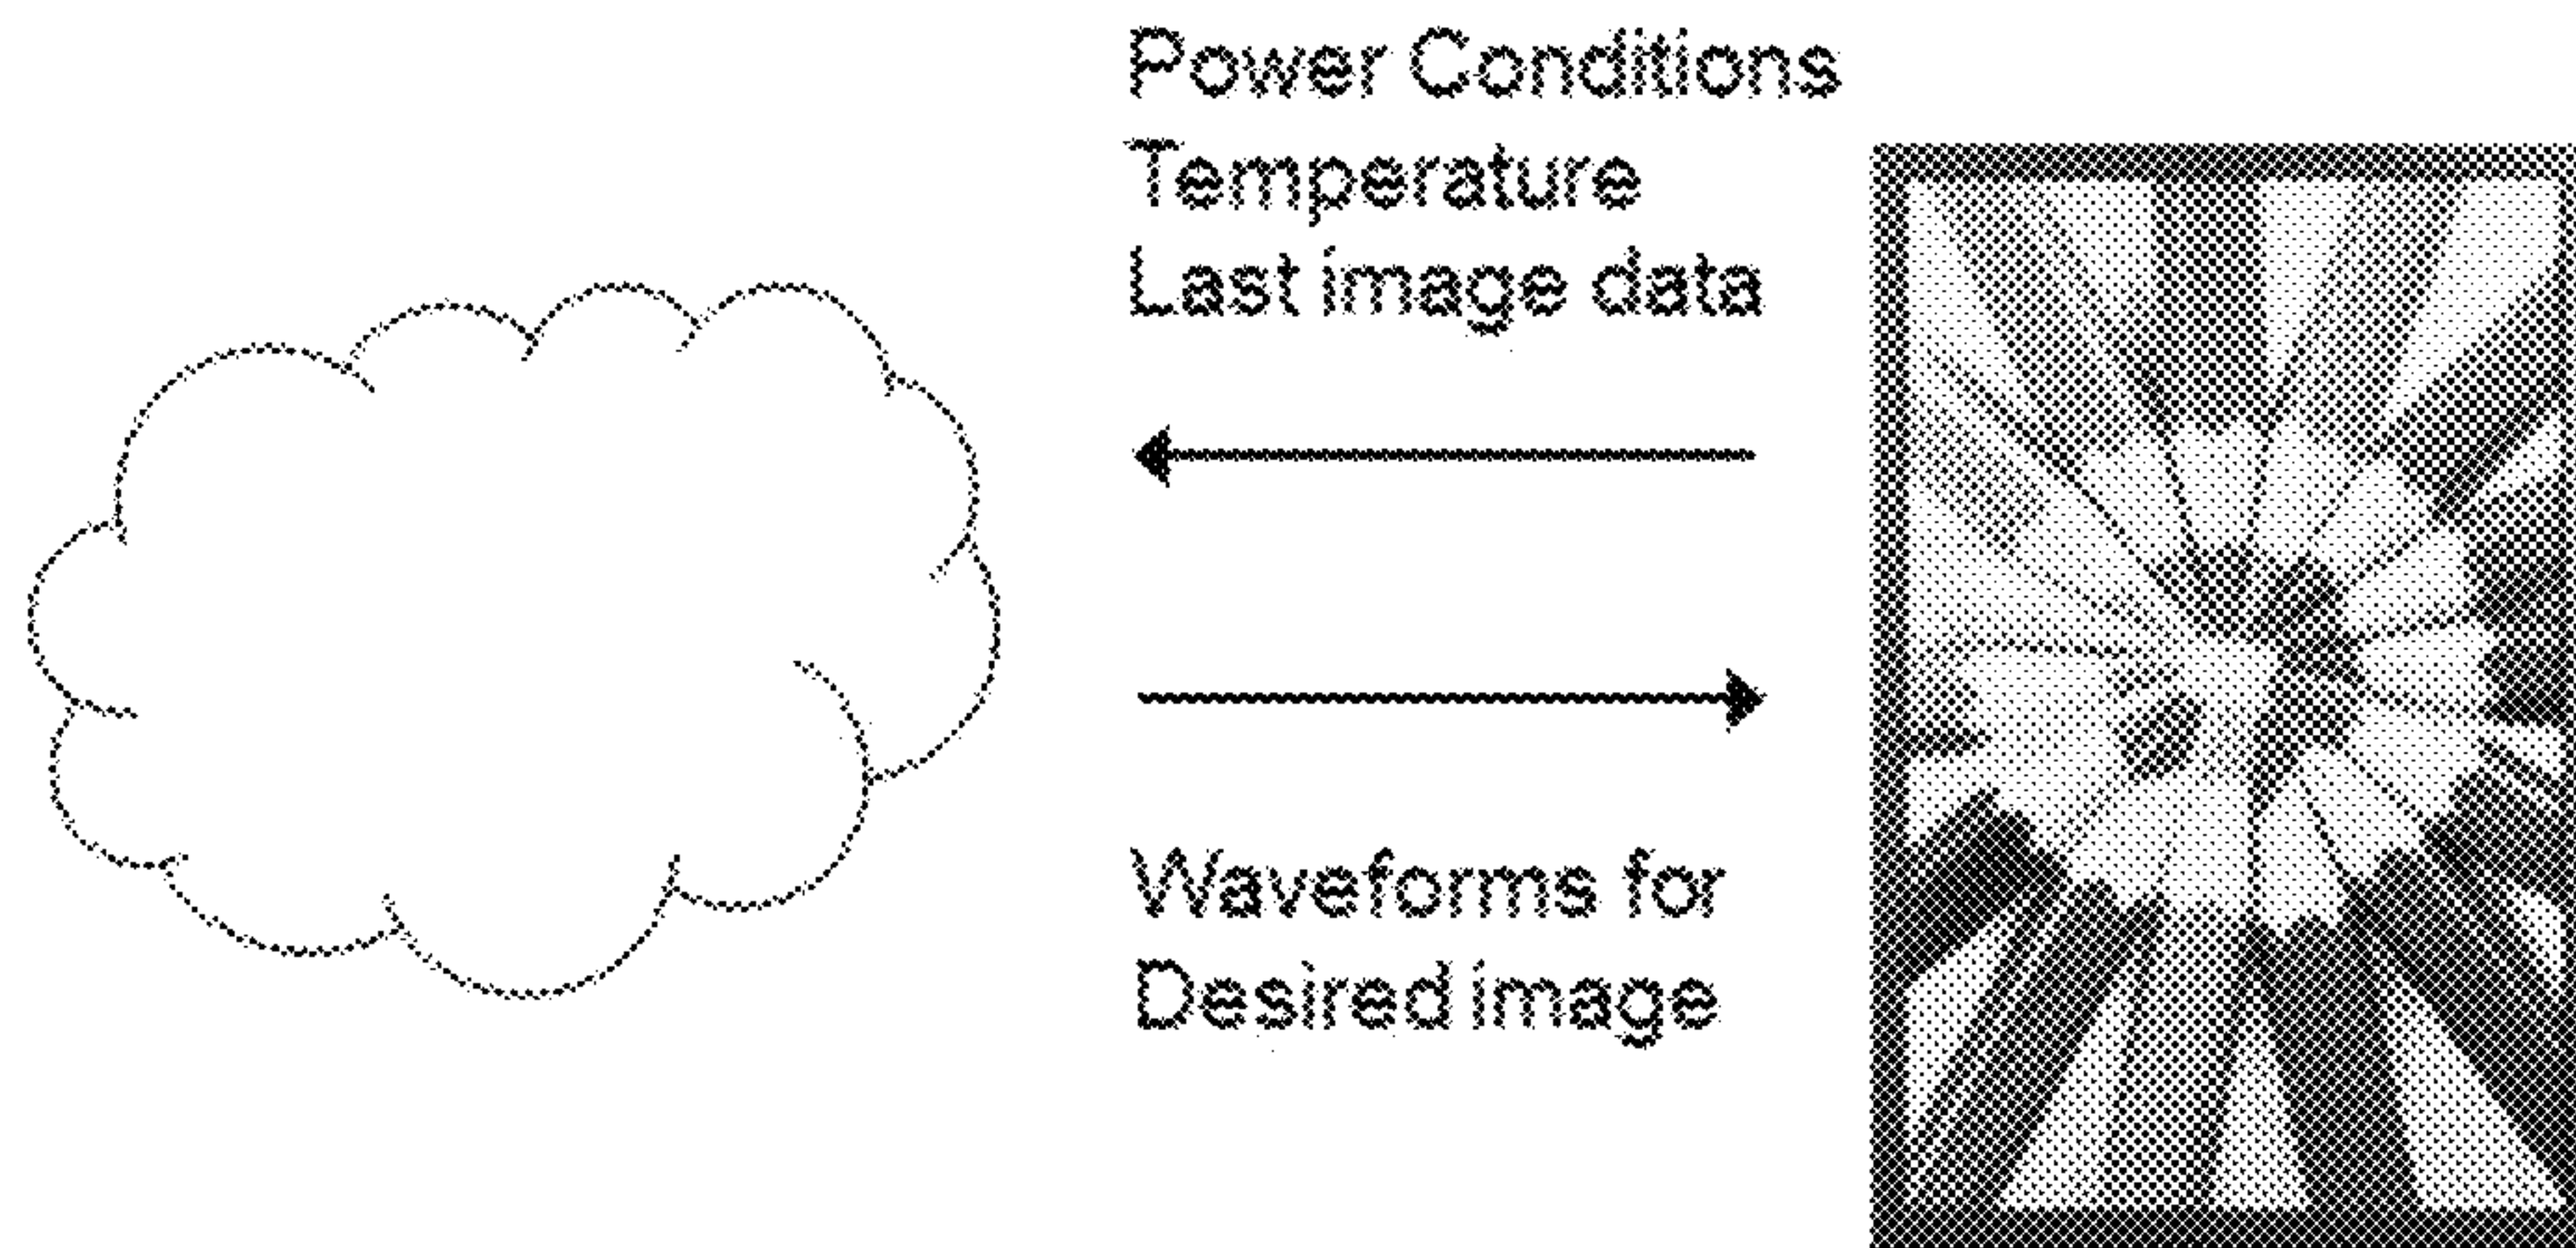 Power Conditions
Temperature
Last image data
Waveforms for
Desired image